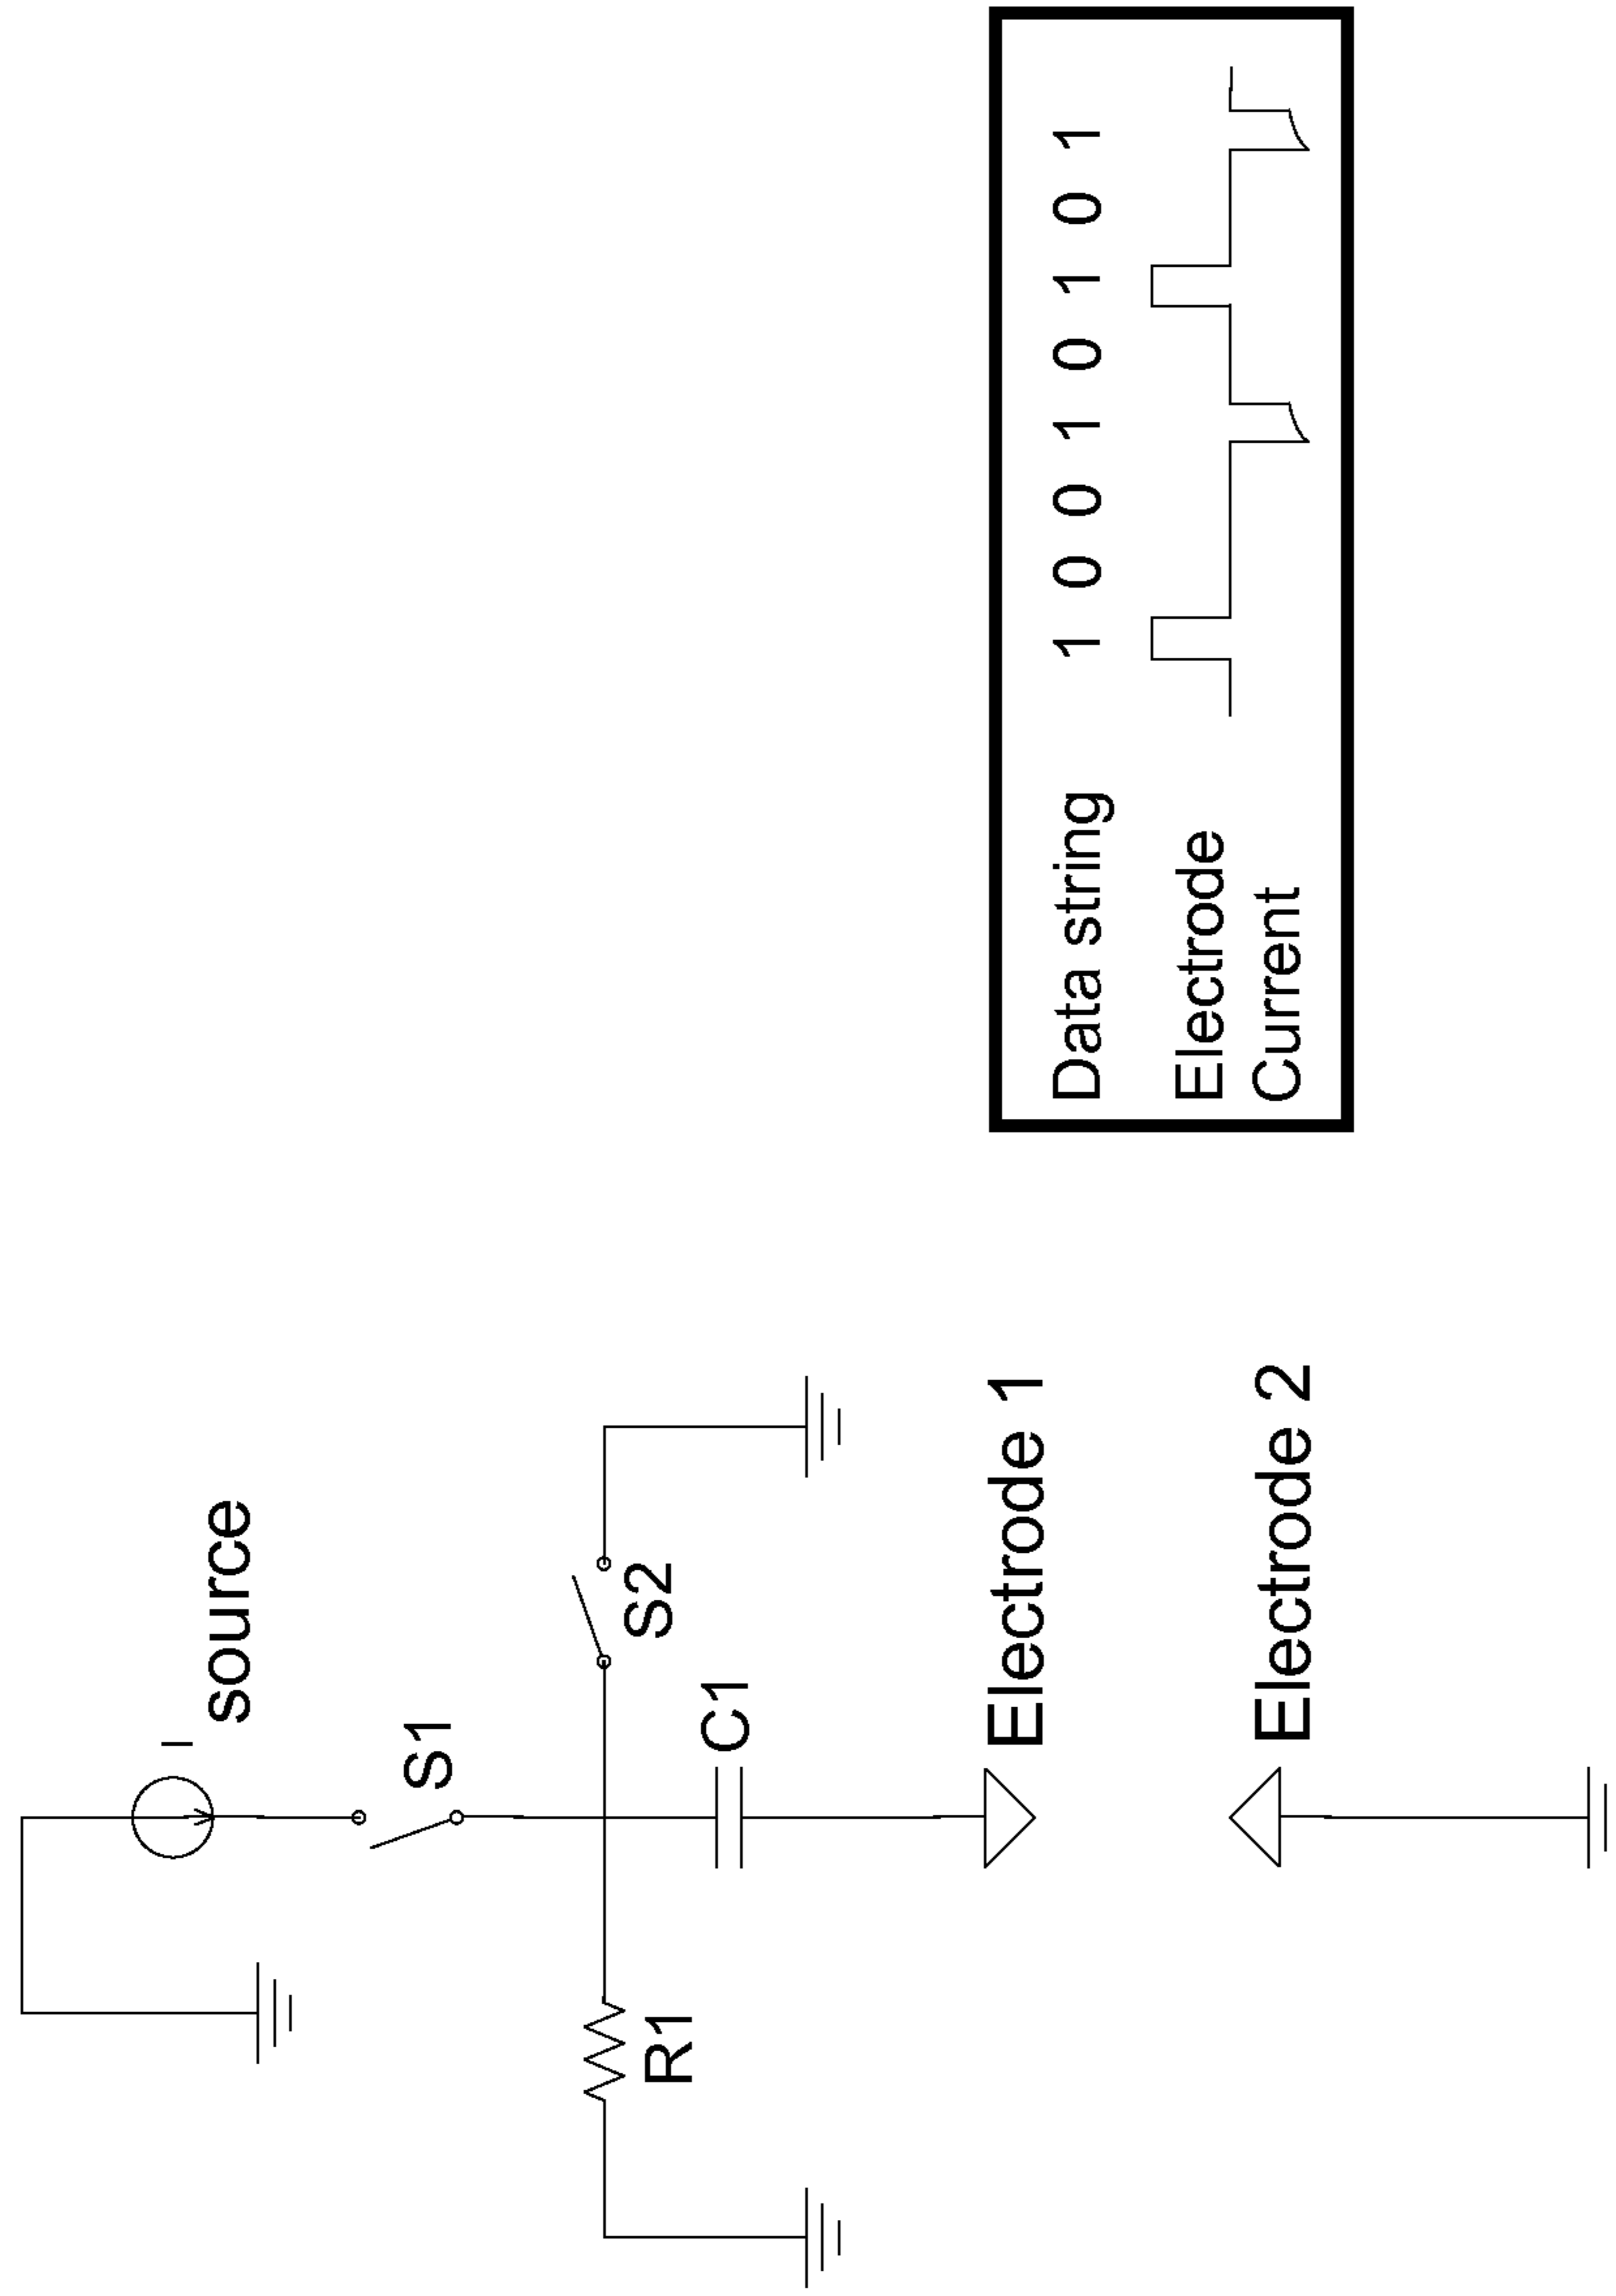 I
source
S1
S2
R1
C1
Electrode 1
Electrode 2
Data string 1 0 0 1 0 1 0 1
Electrode
Current